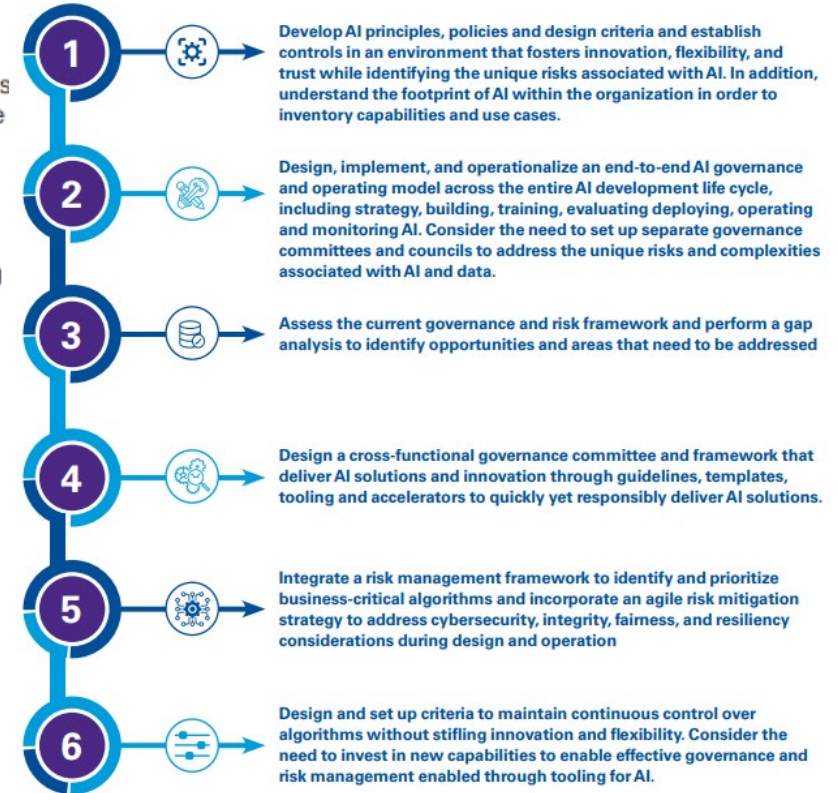 1
Develop AI principles, policies and design criteria and establish
controls in an environment that fosters innovation, flexibility, and
trust while identifying the unique risks associated with AI. In addition,
understand the footprint of AI within the organization in order to
inventory capabilities and use cases.
2
Design, implement, and operationalize an end-to-end AI governance
and operating model across the entire AI development life cycle,
including strategy, building, training, evaluating deploying, operating
and monitoring AI. Consider the need to set up separate governance
committees and councils to address the unique risks and complexities
associated with AI and data.
3
Assess the current governance and risk framework and perform a gap
analysis to identify opportunities and areas that need to be addressed
4
Design a cross-functional governance committee and framework that
deliver AI solutions and innovation through guidelines, templates,
tooling and accelerators to quickly yet responsibly deliver AI solutions.
5
Integrate a risk management framework to identify and prioritize
business-critical algorithms and incorporate an agile risk mitigation
strategy to address cybersecurity, integrity, fairness, and resiliency
considerations during design and operation
6
Design and set up criteria to maintain continuous control over
algorithms without stifling innovation and flexibility. Consider the
need to invest in new capabilities to enable effective governance and
risk management enabled through tooling for AI.